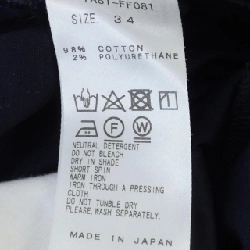 SIZE 34
98% COTTON
2% POLYURETHANE
F W
NEUTRAL DETERGENT
DO NOT BLEACH
DRY IN SHADE
SHORT SPIN
WARM IRON
IRON THROUGH A PRESSING
CLOTH
DO NOT TUMBLE DRY
PLEASE, WASH SEPARATELY.
MADE IN JAPAN